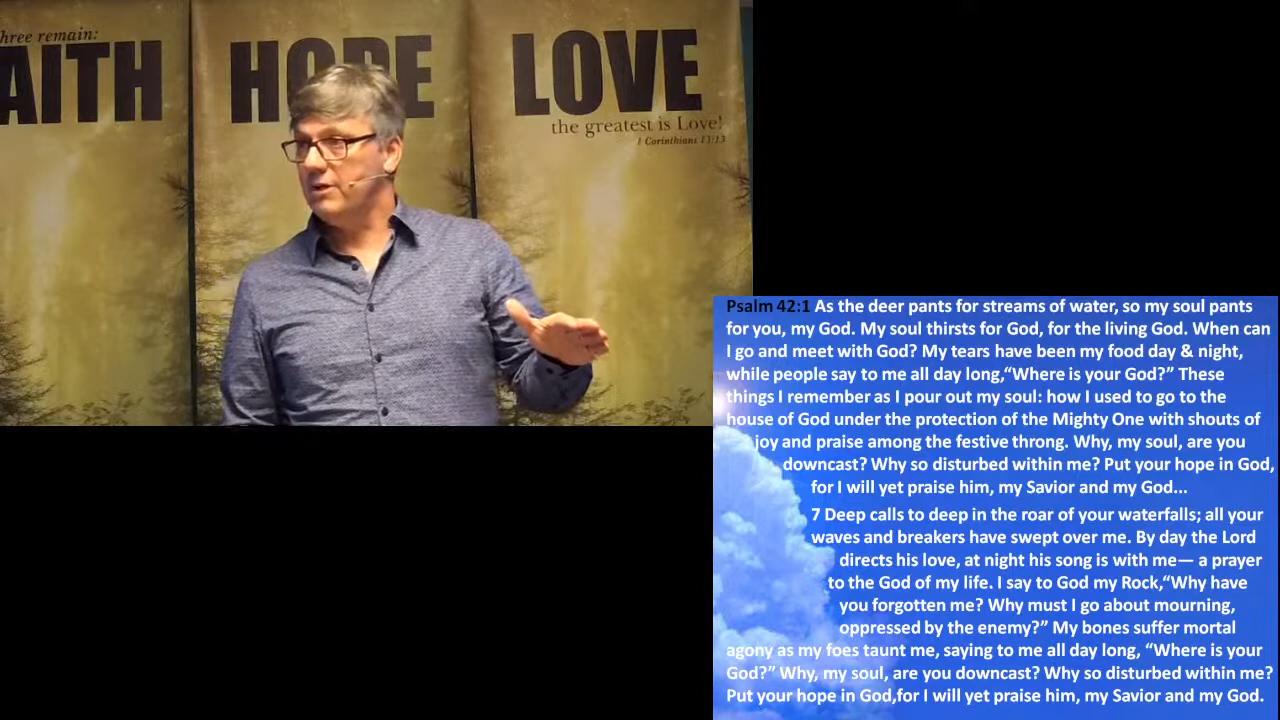 three remain:
AITH
HOPE
LOVE
the greatest is Love!
1 Corinthians 13:13
Psalm 42:1 As the deer pants for streams of water, so my soul pants
for you, my God. My soul thirsts for God, for the living God. When can
I go and meet with God? My tears have been my food day & night,
while people say to me all day long,“Where is your God?” These
things I remember as I pour out my soul: how I used to go to the
house of God under the protection of the Mighty One with shouts of
joy and praise among the festive throng. Why, my soul, are you
downcast? Why so disturbed within me? Put your hope in God,
for I will yet praise him, my Savior and my God...
7 Deep calls to deep in the roar of your waterfalls; all your
waves and breakers have swept over me. By day the Lord
directs his love, at night his song is with me— a prayer
to the God of my life. I say to God my Rock,“Why have
you forgotten me? Why must I go about mourning,
oppressed by the enemy?” My bones suffer mortal
agony as my foes taunt me, saying to me all day long, “Where is your
God?” Why, my soul, are you downcast? Why so disturbed within me?
Put your hope in God,for I will yet praise him, my Savior and my God.